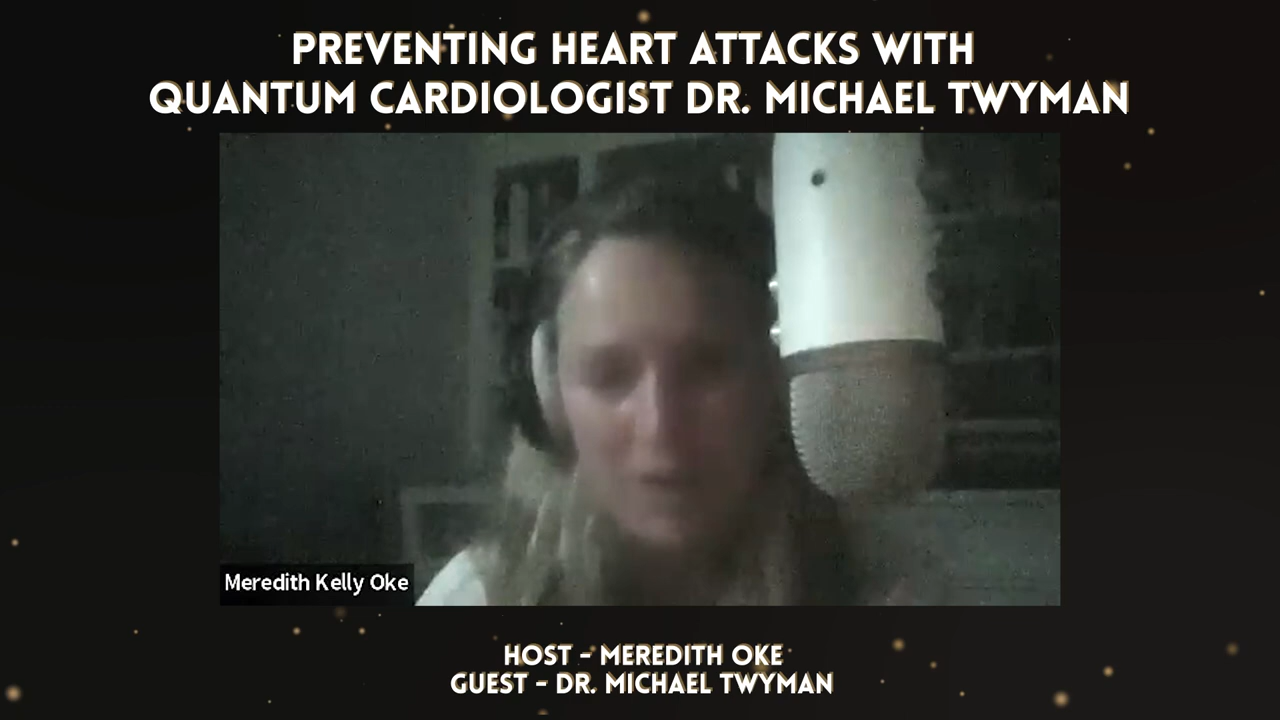 PREVENTING HEART ATTACKS WITH
QUANTUM CARDIOLOGIST DR. MICHAEL TWYMAN
Meredith Kelly Oke
HOST - MEREDITH OKE
GUEST - DR. MICHAEL TWYMAN